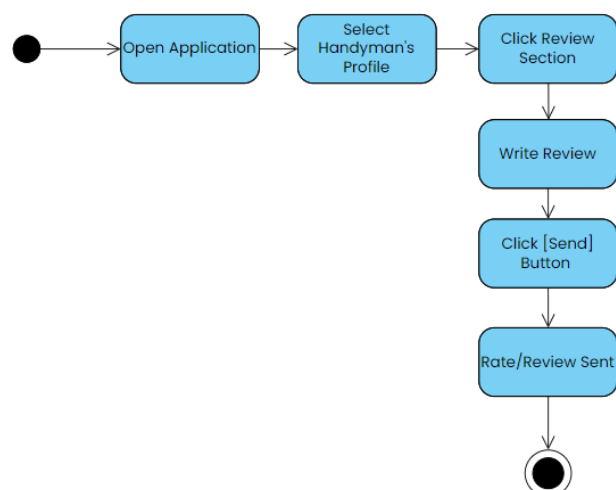 Open Application
Select
Handyman's
Profile
Click Review
Section
Write Review
Click [Send]
Button
Rate/Review Sent